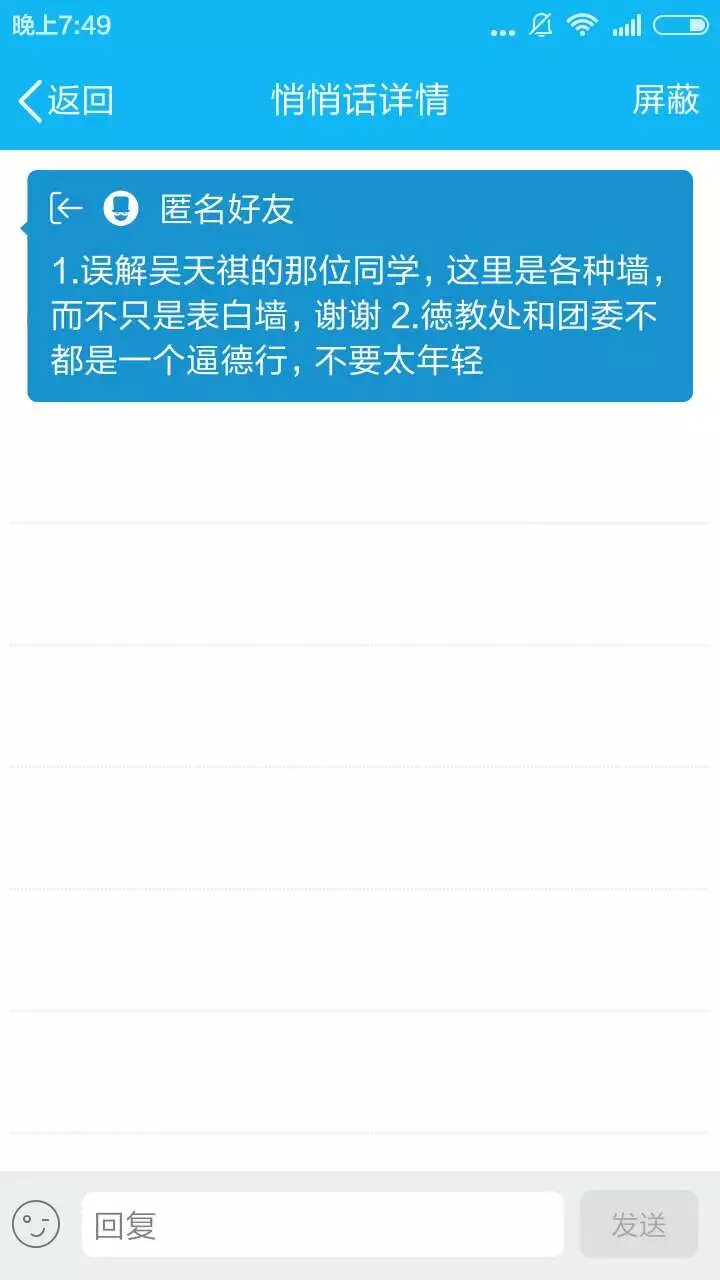 晚上7:49
返回
悄悄话详情
屏蔽
匿名好友
1.误解吴天祺的那位同学, 这里是各种墙,
而不只是表白墙, 谢谢 2.徳教处和团委不
都是一个逼德行, 不要太年轻
回复
发送